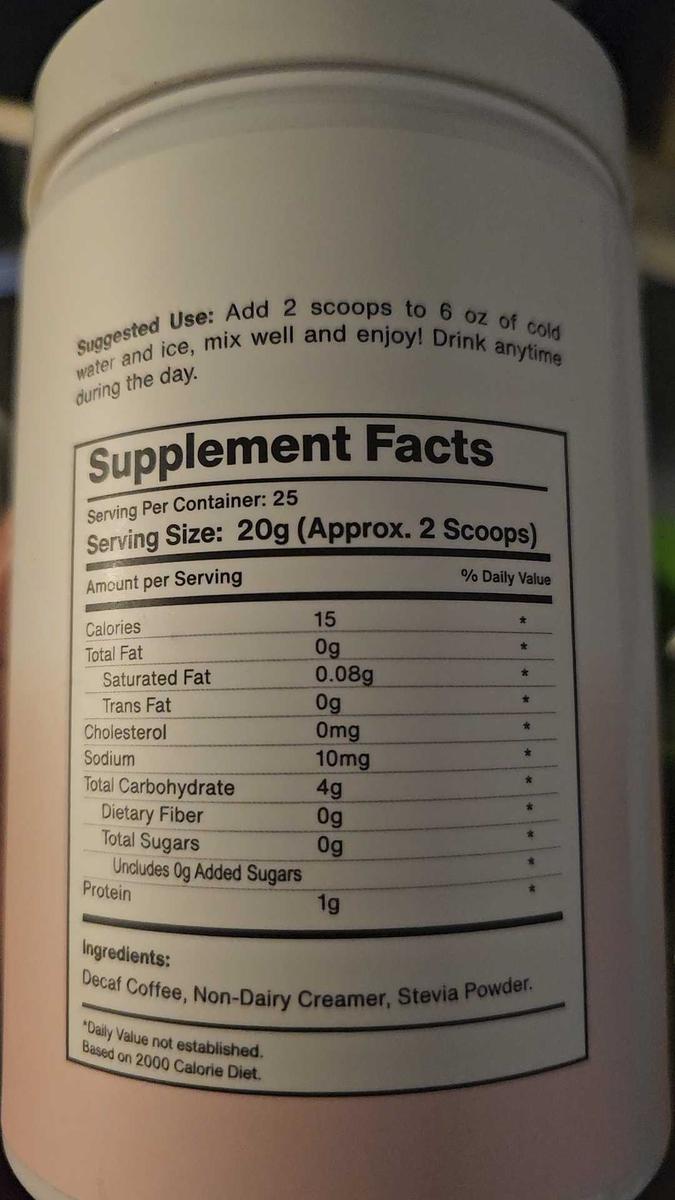 Suggested Use: Add 2 scoops to 6 oz of cold
water and ice, mix well and enjoy! Drink anytime
during the day.
Supplement Facts
Serving Per Container: 25
Serving Size: 20g (Approx. 2 Scoops)
Amount per Serving % Daily Value
Calories 15 *
Total Fat 0g *
Saturated Fat 0.08g *
Trans Fat 0g *
Cholesterol 0mg *
Sodium 10mg *
Total Carbohydrate 4g *
Dietary Fiber 0g *
Total Sugars 0g *
Uncludes 0g Added Sugars *
Protein 1g *
Ingredients:
Decaf Coffee, Non-Dairy Creamer, Stevia Powder.
*Daily Value not established.
Based on 2000 Calorie Diet.